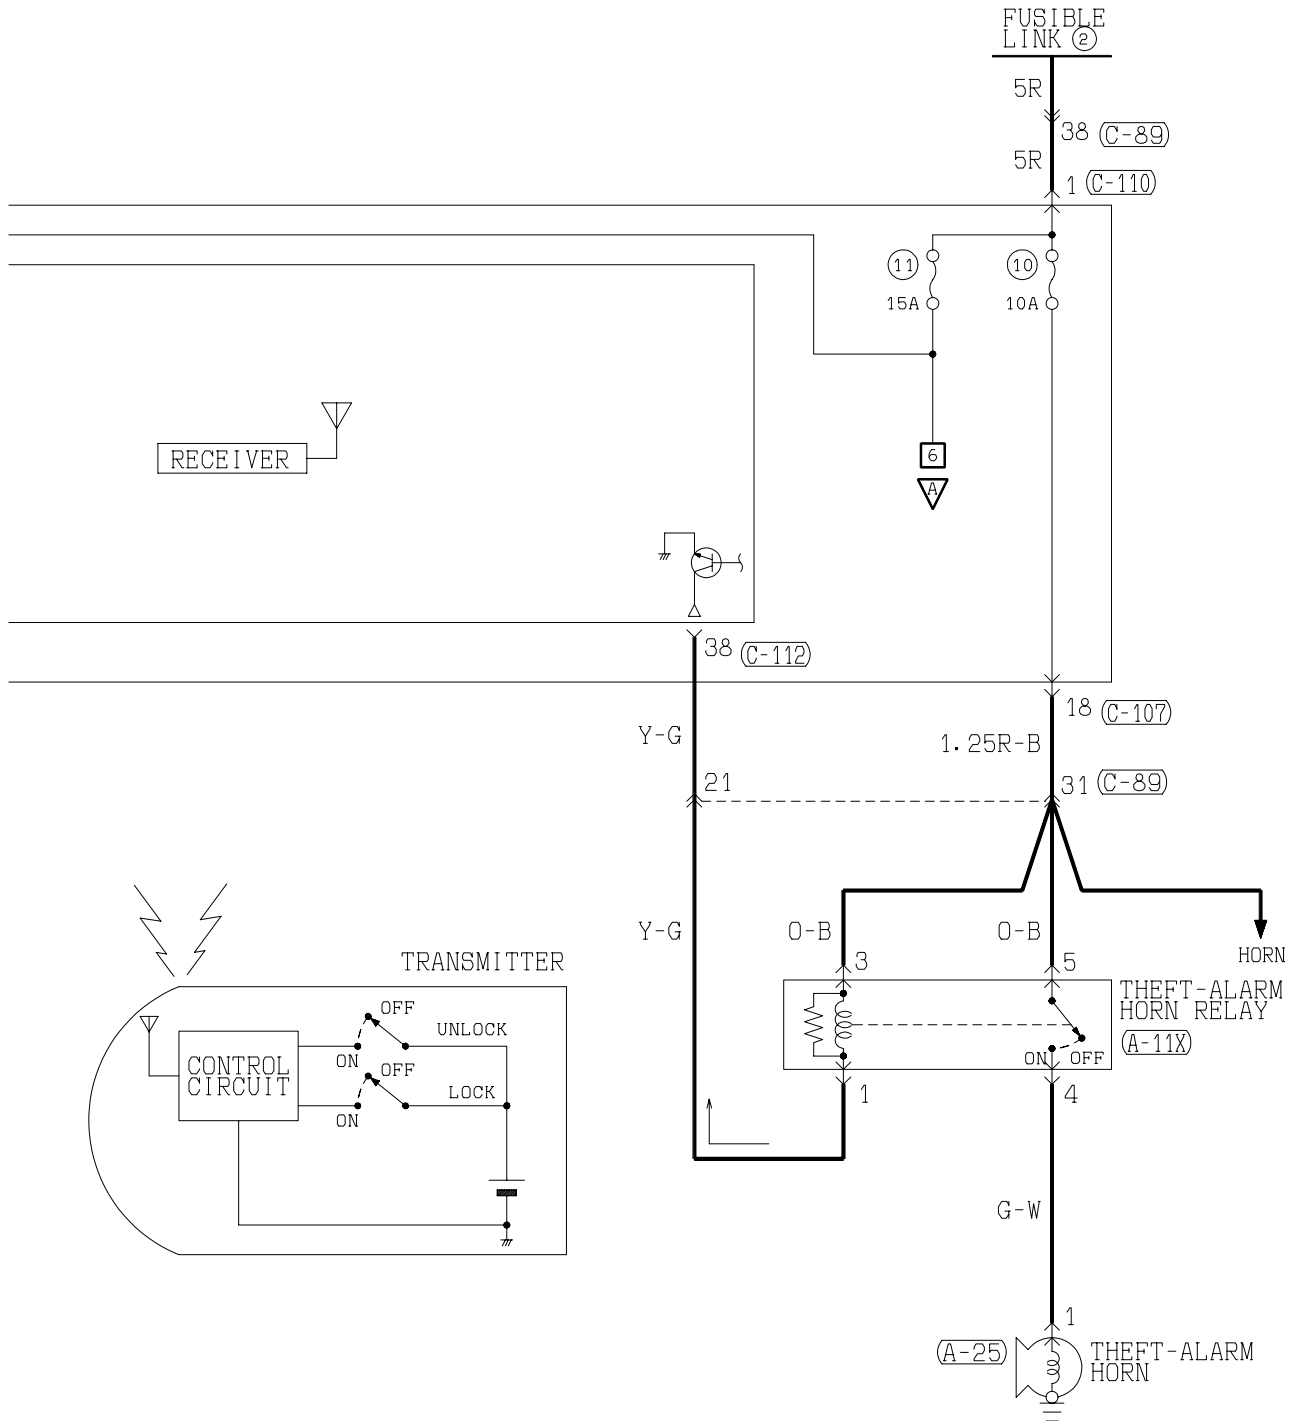 FUSIBLE
LINK 2
5R
38 C-89
5R
1 C-110
11
10
15A
10A
RECEIVER
6
A
38 C-112
18 C-107
Y-G
1.25R-B
21
31 C-89
Y-G
O-B
O-B
HORN
TRANSMITTER
3
5
THEFT-ALARM
HORN RELAY
A-11X
ON OFF
OFF
UNLOCK
ON
OFF
CONTROL
CIRCUIT
LOCK
ON
1
4
G-W
1
A-25
THEFT-ALARM
HORN